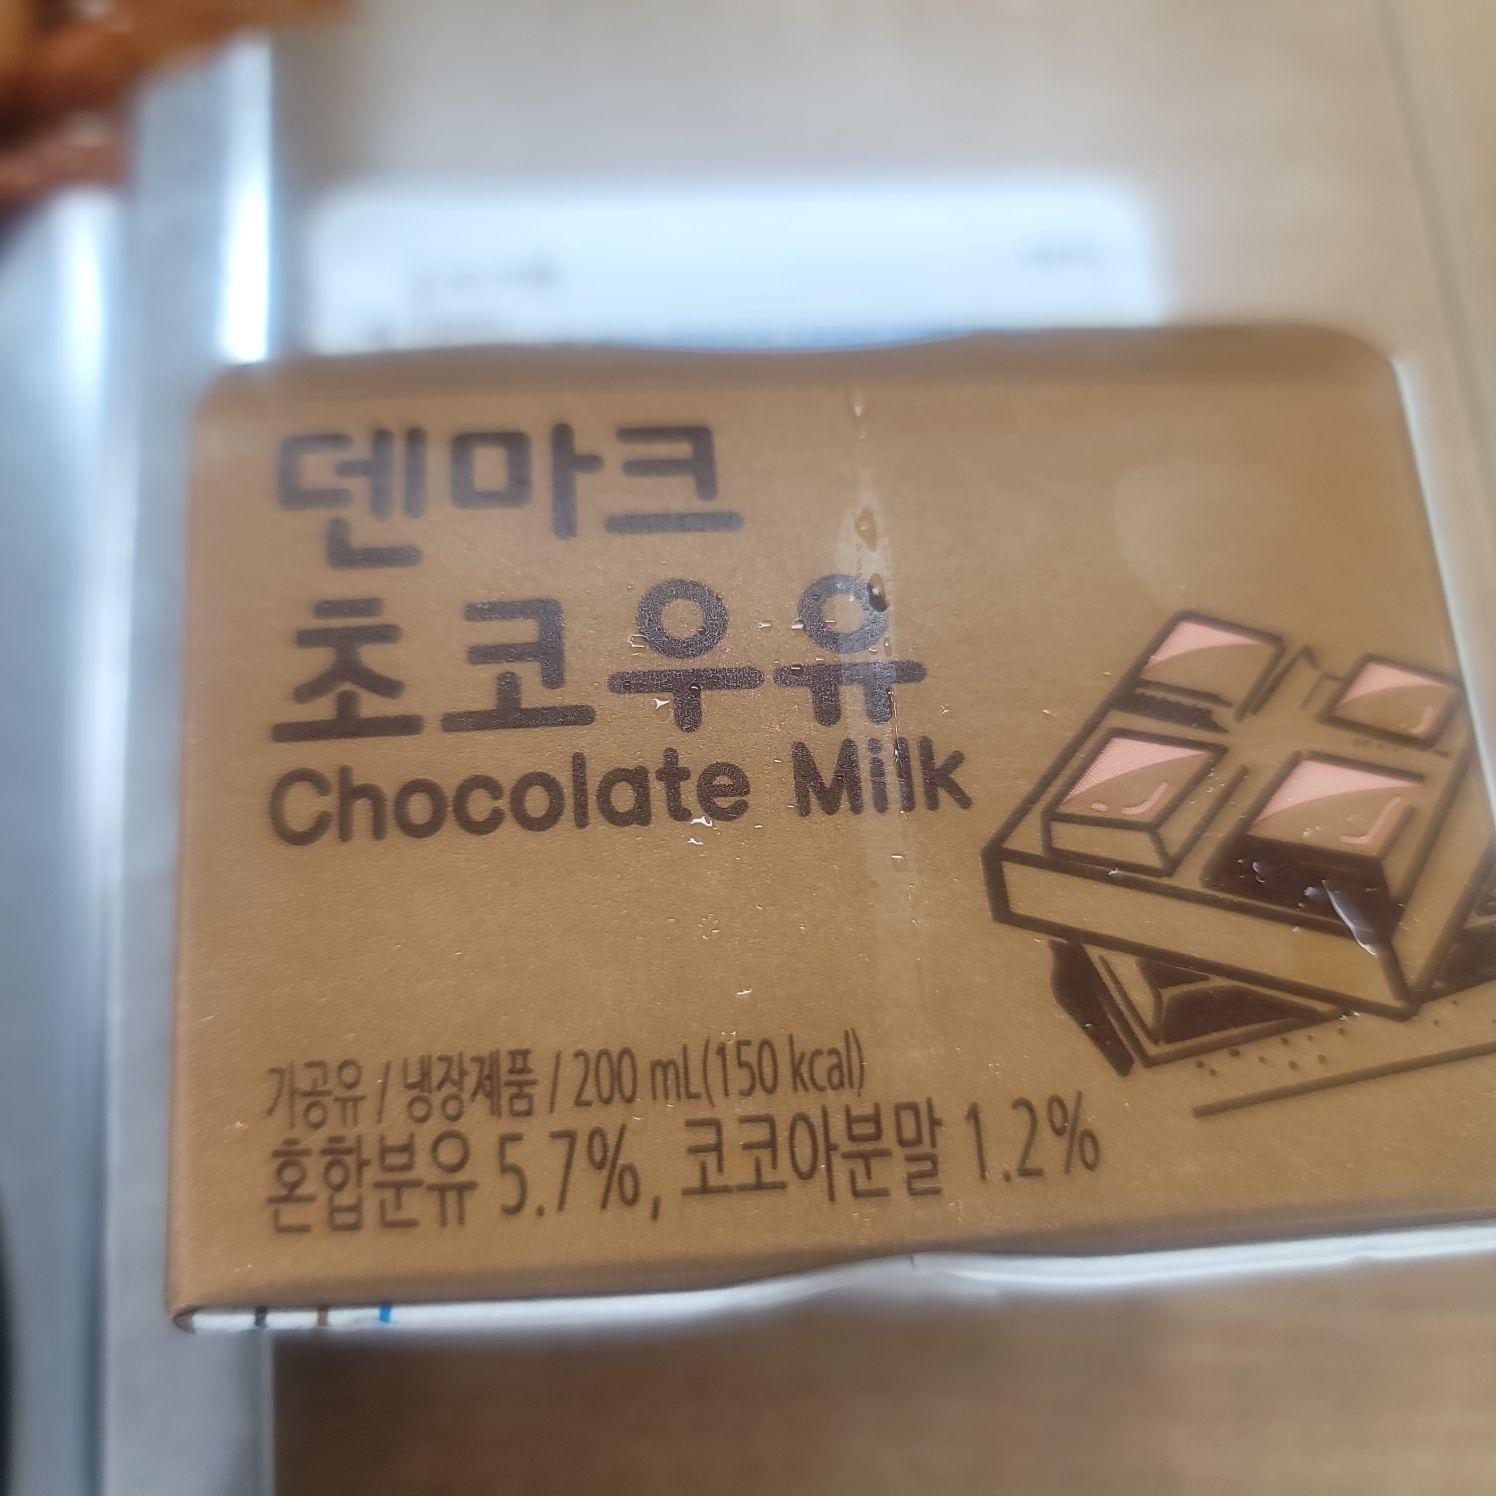 덴마크
초코우유
Chocolate Milk
가공유 / 냉장제품 / 200 mL(150 kcal)
혼합분유 5.7%, 코코아분말 1.2%